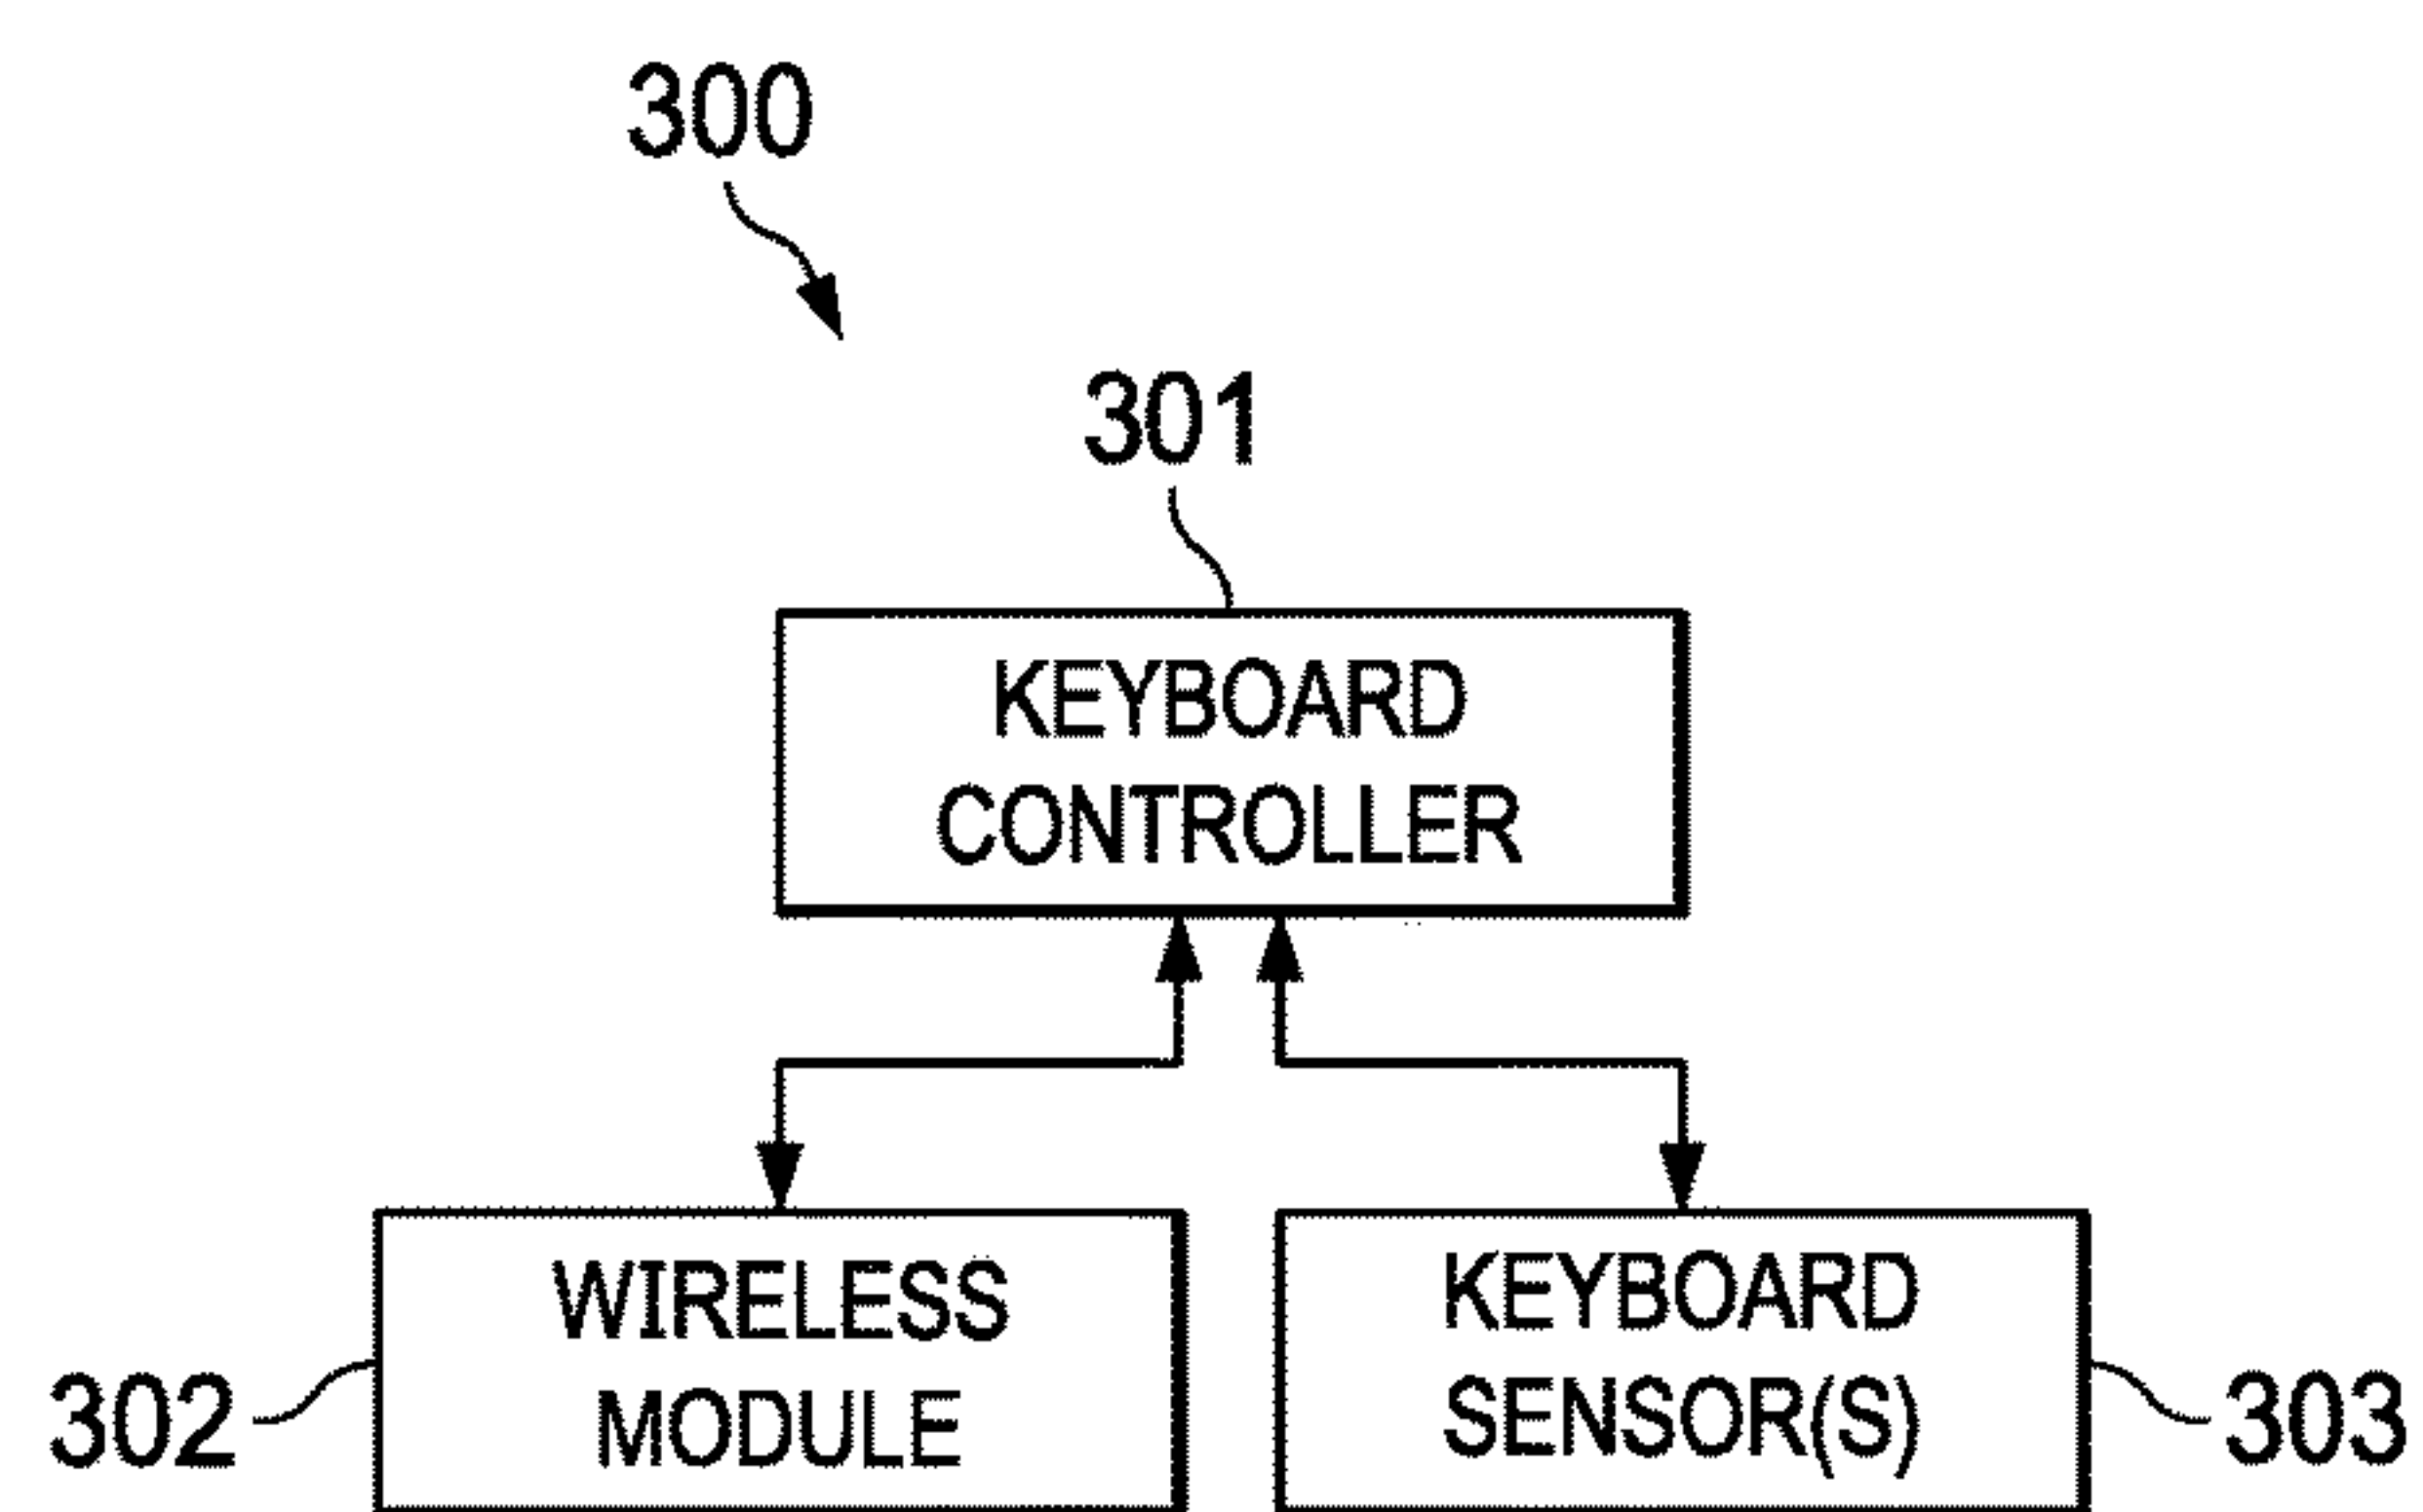 300
301
KEYBOARD
CONTROLLER
WIRELESS
MODULE
302
KEYBOARD
SENSOR(S)
303